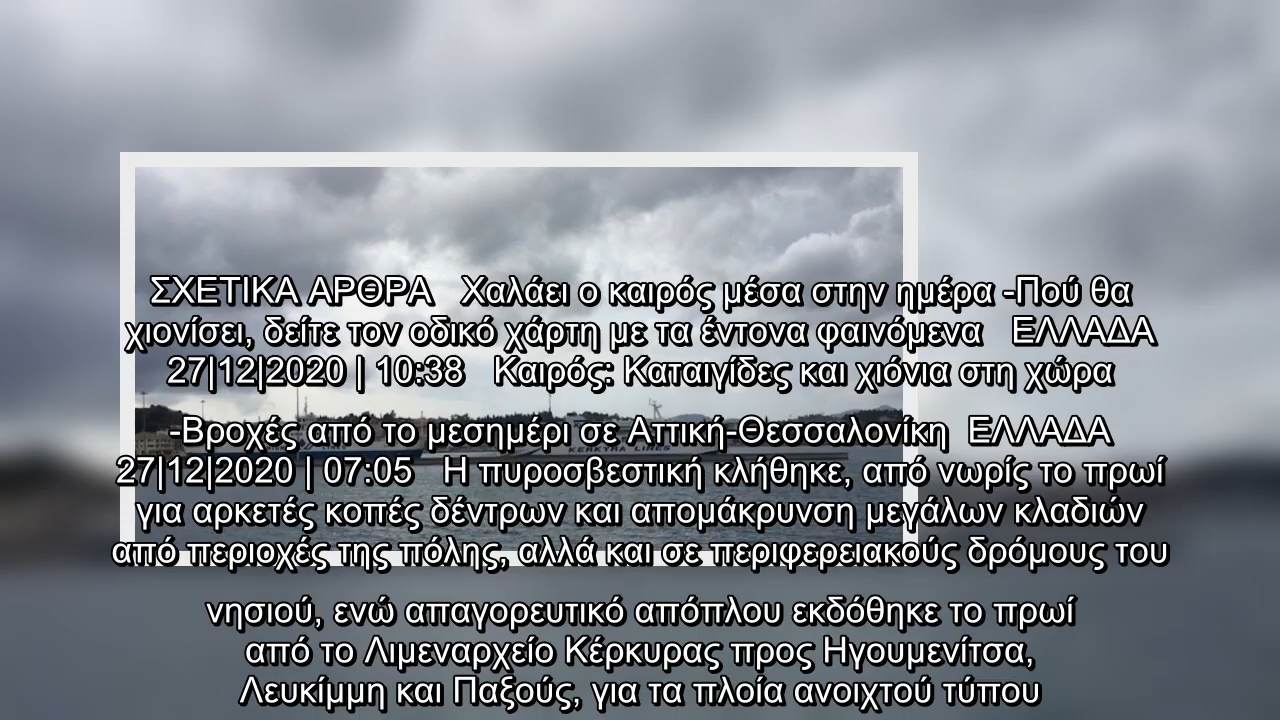 ΣΧΕΤΙΚΑ ΑΡΘΡΑ Χαλάει ο καιρός μέσα στην ημέρα -Πού θα
χιονίσει, δείτε τον οδικό χάρτη με τα έντονα φαινόμενα ΕΛΛΑΔΑ
27|12|2020 | 10:38 Καιρός: Καταιγίδες και χιόνια στη χώρα
-Βροχές από το μεσημέρι σε Αττική-Θεσσαλονίκη ΕΛΛΑΔΑ
KERKYRA LINES
27|12|2020 | 07:05 Η πυροσβεστική κλήθηκε, από νωρίς το πρωί
για αρκετές κοπές δέντρων και απομάκρυνση μεγάλων κλαδιών
από περιοχές της πόλης, αλλά και σε περιφερειακούς δρόμους του
νησιού, ενώ απαγορευτικό απόπλου εκδόθηκε το πρωί
από το Λιμεναρχείο Κέρκυρας προς Ηγουμενίτσα,
Λευκίμμη και Παξούς, για τα πλοία ανοιχτού τύπου